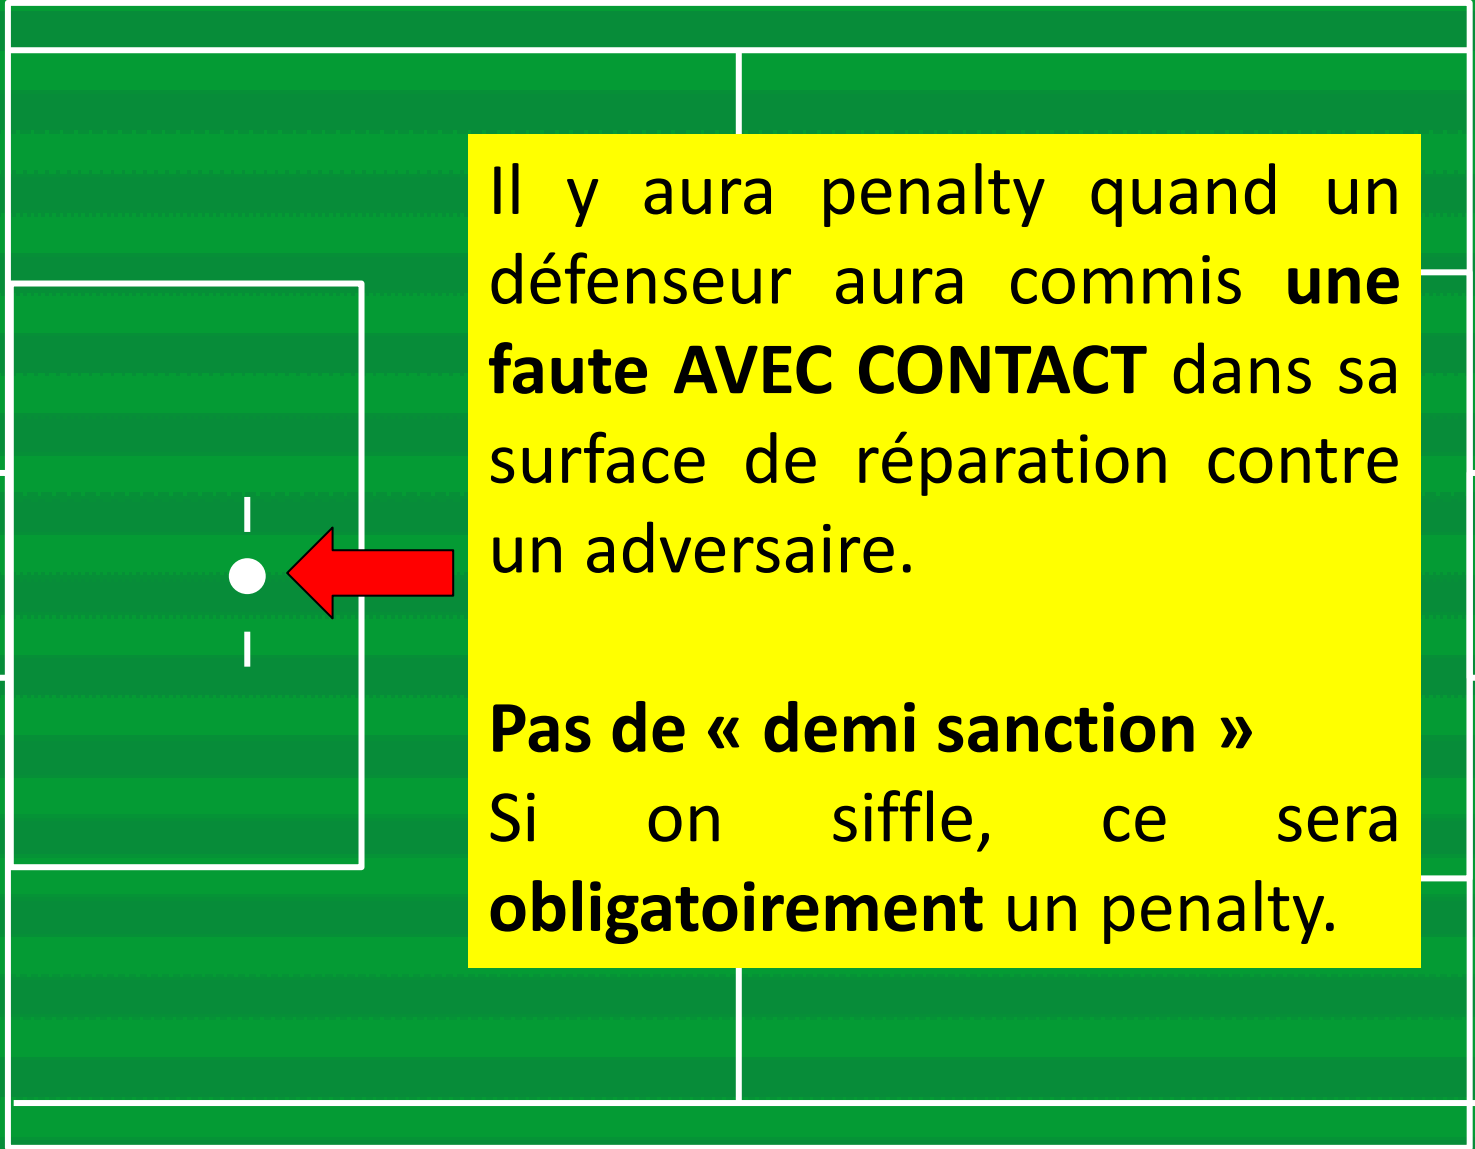 Il y aura penalty quand un
défenseur aura commis une
faute AVEC CONTACT dans sa
surface de réparation contre
un adversaire.
Pas de « demi sanction »
Si on siffle, ce sera
obligatoirement un penalty.